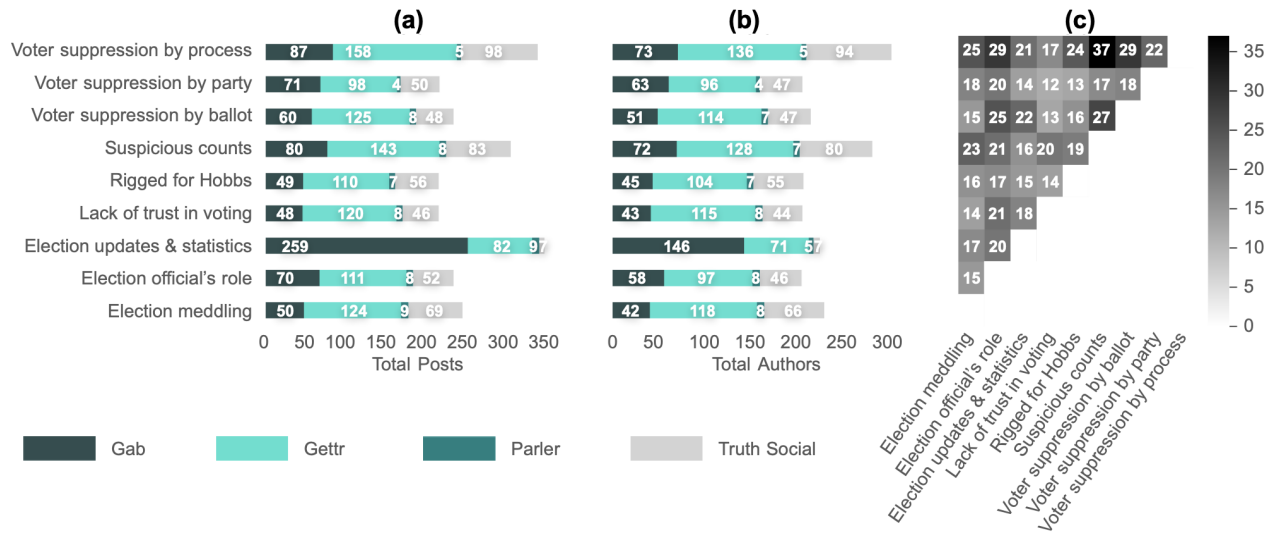 (a) (b) (c)
Voter suppression by process 87 158 5 98 73 136 5 94 25 29 21 17 24 37 29 22 35
Voter suppression by party 71 98 4 50 63 96 4 47 18 20 14 12 13 17 18 30
Voter suppression by ballot 60 125 8 48 51 114 7 47 15 25 22 13 16 27 25
Suspicious counts 80 143 8 83 72 128 7 80 23 21 16 20 19 20
Rigged for Hobbs 49 110 7 56 45 104 7 55 16 17 15 14 15
Lack of trust in voting 48 120 8 46 43 115 8 44 14 21 18
Election updates & statistics 259 82 9 7 146 71 5 7 17 20 10
Election official's role 70 111 8 52 58 97 8 46 15 5
Election meddling 50 124 9 69 42 118 8 66 0
0 50 100 150 200 250 300 350 0 50 100 150 200 250 300
Total Posts Total Authors
Election meddling
Election official's role
Election updates & statistics
Lack of trust in voting
Rigged for Hobbs
Suspicious counts
Voter suppression by ballot
Voter suppression by party
Voter suppression by process
Gab Gettr Parler Truth Social